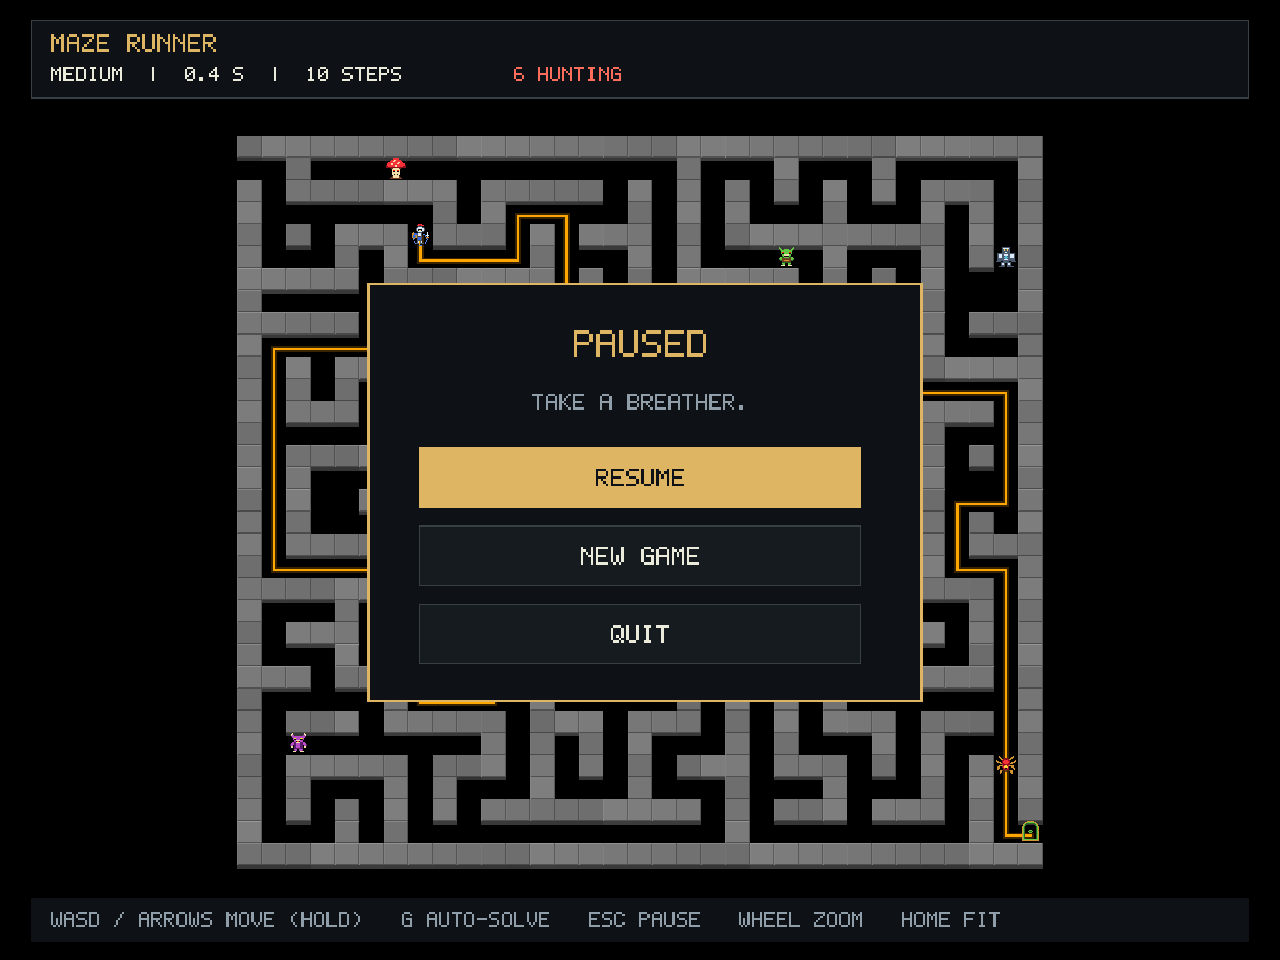 MAZE RUNNER
MEDIUM | 0.4 S | 10 STEPS 6 HUNTING
PAUSED
TAKE A BREATHER.
RESUME
NEW GAME
QUIT
WASD / ARROWS MOVE (HOLD) G AUTO-SOLVE ESC PAUSE WHEEL ZOOM HOME FIT